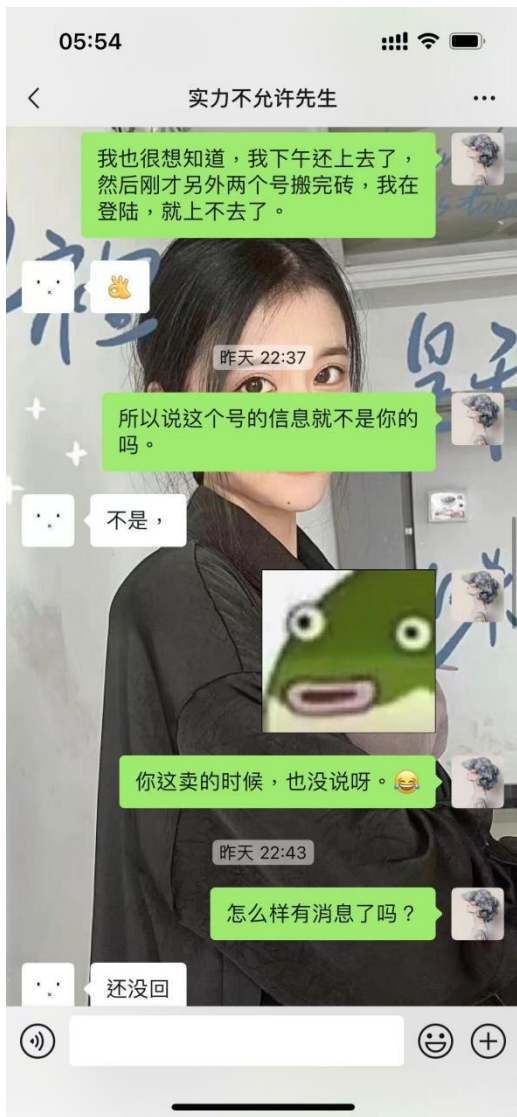 05:54
实力不允许先生
我也很想知道，我下午还上去了，
然后刚才另外两个号搬完砖，我在
登陆，就上不去了。
昨天 22:37
所以说这个号的信息就不是你的
吗。
不是，
你这卖的时候，也没说呀。😂
昨天 22:43
怎么样有消息了吗？
还没回